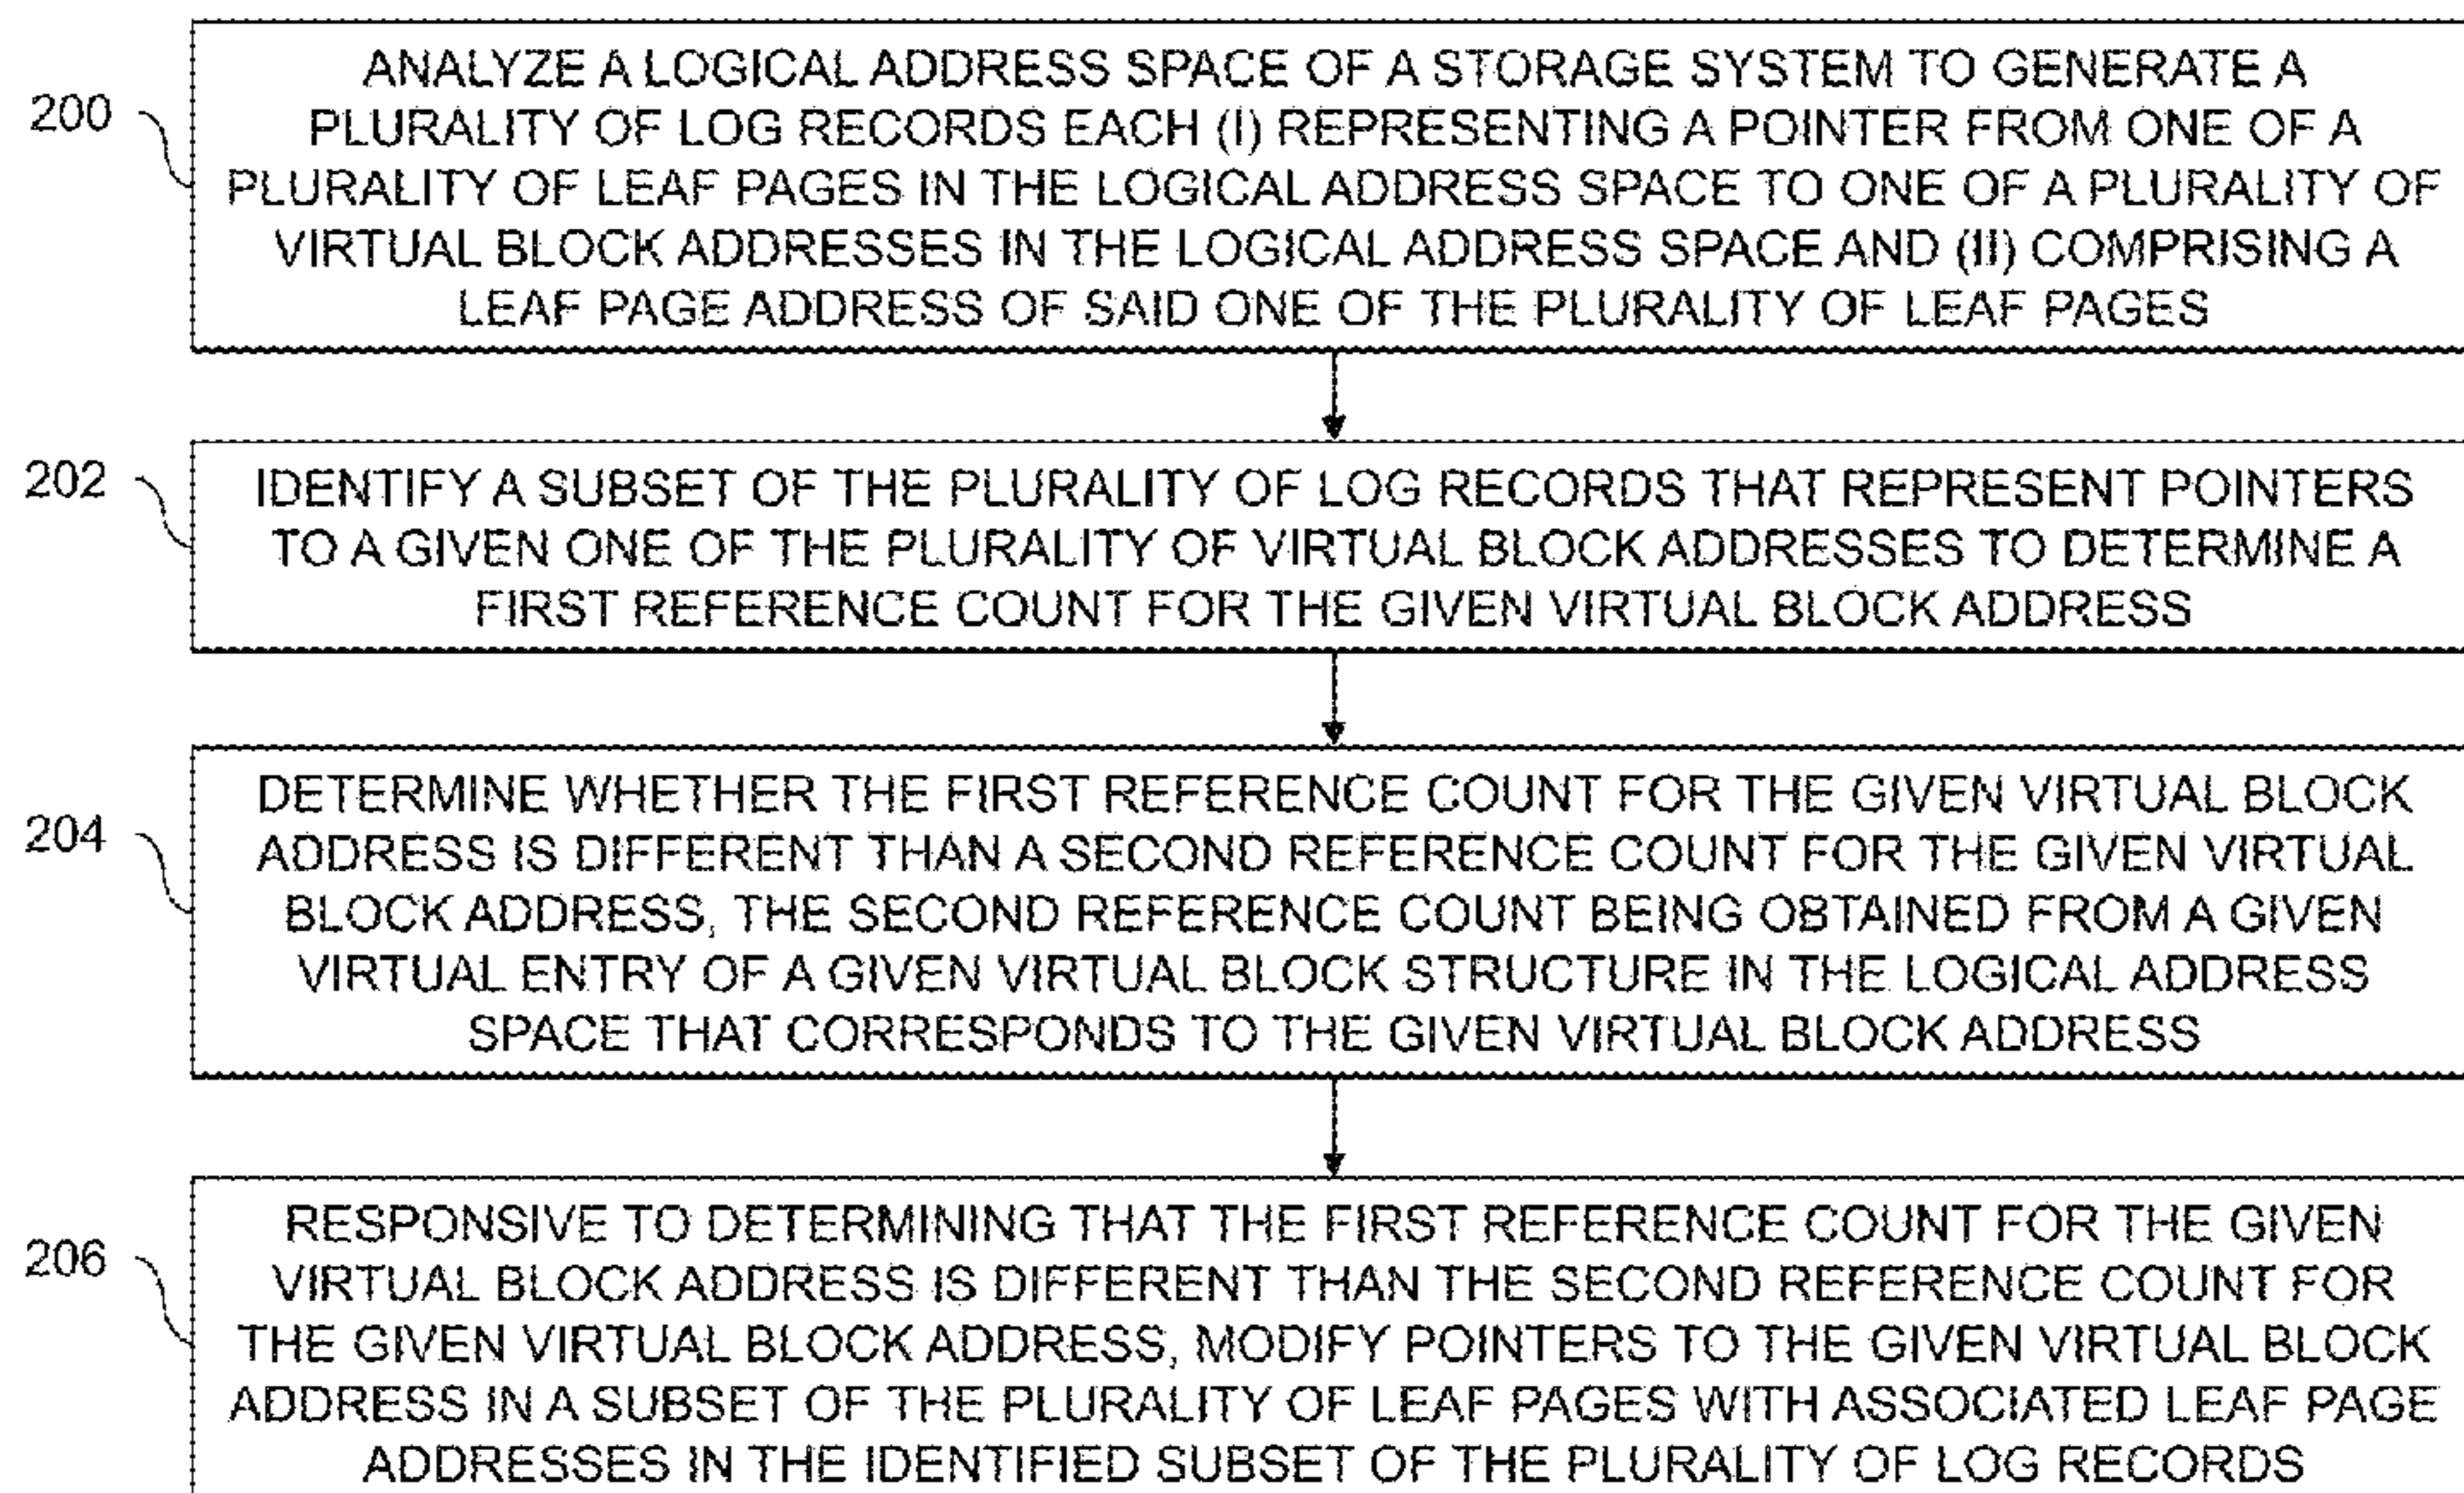 200
ANALYZE A LOGICAL ADDRESS SPACE OF A STORAGE SYSTEM TO GENERATE A
PLURALITY OF LOG RECORDS EACH (I) REPRESENTING A POINTER FROM ONE OF A
PLURALITY OF LEAF PAGES IN THE LOGICAL ADDRESS SPACE TO ONE OF A PLURALITY OF
VIRTUAL BLOCK ADDRESSES IN THE LOGICAL ADDRESS SPACE AND (II) COMPRISING A
LEAF PAGE ADDRESS OF SAID ONE OF THE PLURALITY OF LEAF PAGES
202
IDENTIFY A SUBSET OF THE PLURALITY OF LOG RECORDS THAT REPRESENT POINTERS
TO A GIVEN ONE OF THE PLURALITY OF VIRTUAL BLOCK ADDRESSES TO DETERMINE A
FIRST REFERENCE COUNT FOR THE GIVEN VIRTUAL BLOCK ADDRESS
204
DETERMINE WHETHER THE FIRST REFERENCE COUNT FOR THE GIVEN VIRTUAL BLOCK
ADDRESS IS DIFFERENT THAN A SECOND REFERENCE COUNT FOR THE GIVEN VIRTUAL
BLOCK ADDRESS, THE SECOND REFERENCE COUNT BEING OBTAINED FROM A GIVEN
VIRTUAL ENTRY OF A GIVEN VIRTUAL BLOCK STRUCTURE IN THE LOGICAL ADDRESS
SPACE THAT CORRESPONDS TO THE GIVEN VIRTUAL BLOCK ADDRESS
206
RESPONSIVE TO DETERMINING THAT THE FIRST REFERENCE COUNT FOR THE GIVEN
VIRTUAL BLOCK ADDRESS IS DIFFERENT THAN THE SECOND REFERENCE COUNT FOR
THE GIVEN VIRTUAL BLOCK ADDRESS, MODIFY POINTERS TO THE GIVEN VIRTUAL BLOCK
ADDRESS IN A SUBSET OF THE PLURALITY OF LEAF PAGES WITH ASSOCIATED LEAF PAGE
ADDRESSES IN THE IDENTIFIED SUBSET OF THE PLURALITY OF LOG RECORDS